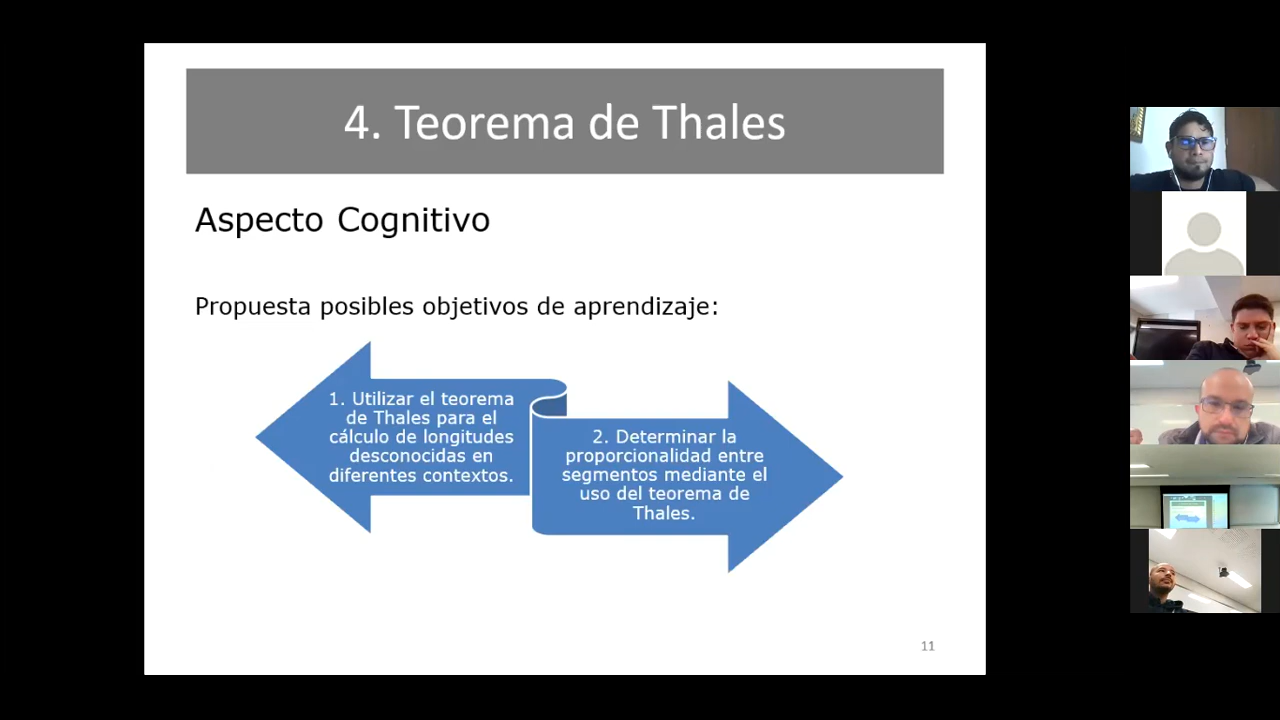 4. Teorema de Thales
Aspecto Cognitivo
Propuesta posibles objetivos de aprendizaje:
1. Utilizar el teorema
de Thales para el
cálculo de longitudes
desconocidas en
diferentes contextos.
2. Determinar la
proporcionalidad entre
segmentos mediante el
uso del teorema de
Thales.
11